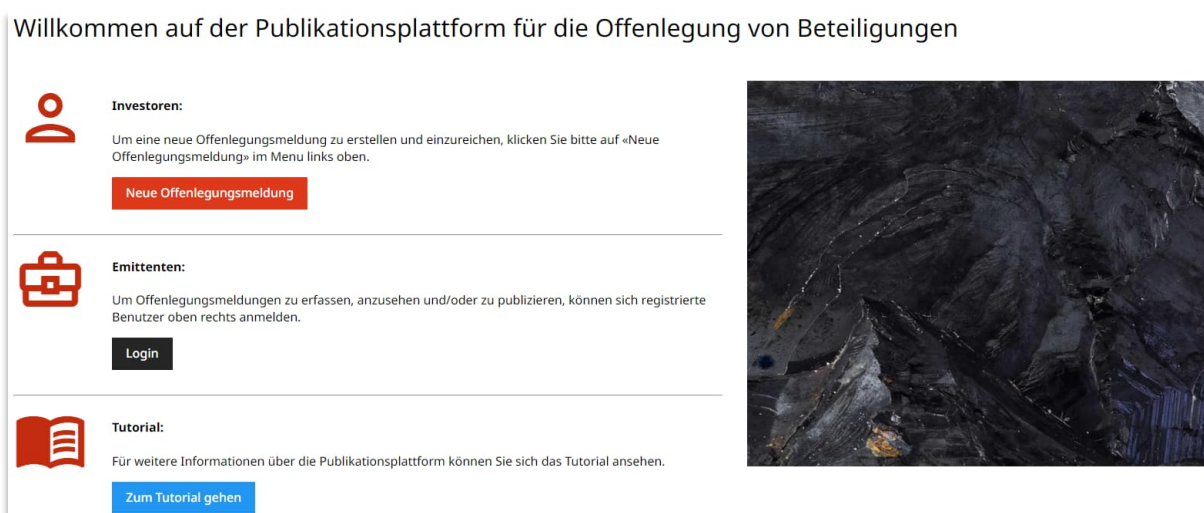 Willkommen auf der Publikationsplattform für die Offenlegung von Beteiligungen
Investoren:
Um eine neue Offenlegungsmeldung zu erstellen und einzureichen, klicken Sie bitte auf «Neue
Offenlegungsmeldung» im Menu links oben.
Neue Offenlegungsmeldung
Emittenten:
Um Offenlegungsmeldungen zu erfassen, anzusehen und/oder zu publizieren, können sich registrierte
Benutzer oben rechts anmelden.
Login
Tutorial:
Für weitere Informationen über die Publikationsplattform können Sie sich das Tutorial ansehen.
Zum Tutorial gehen